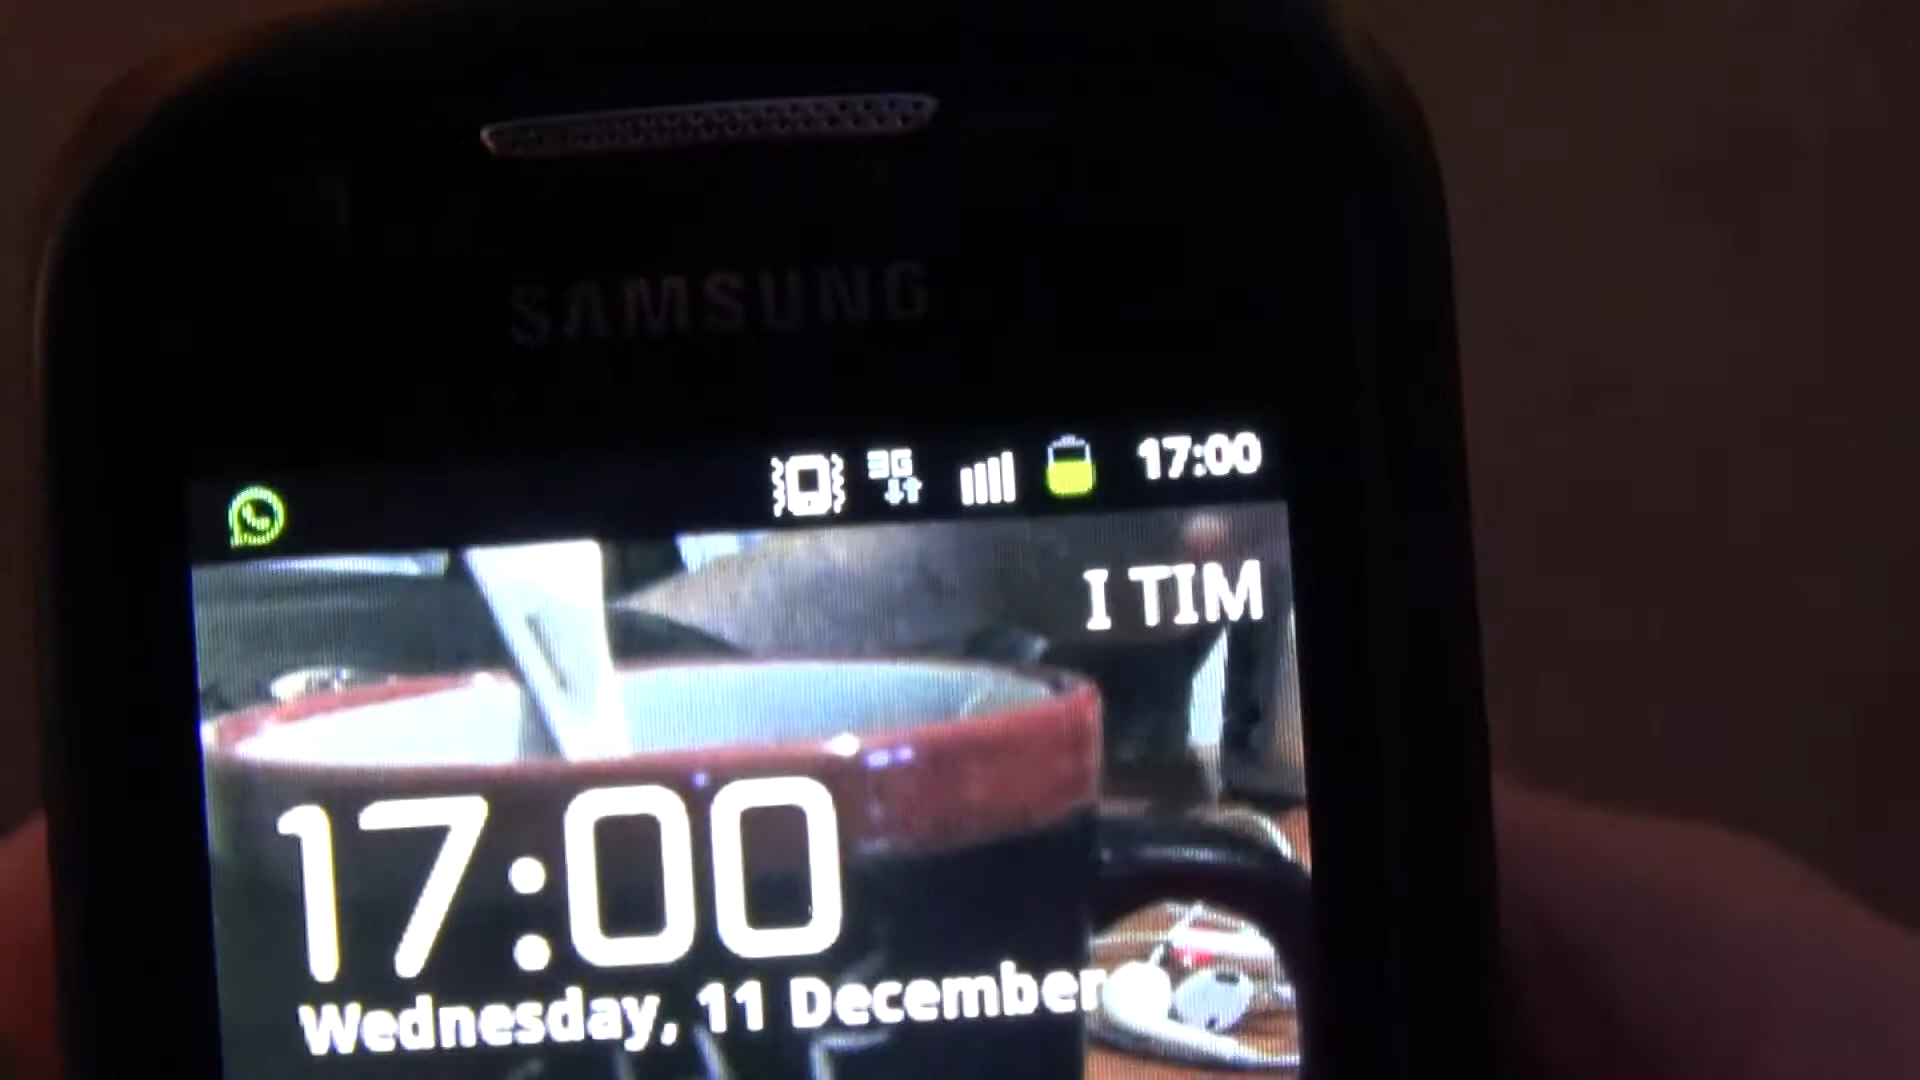 SAMSUNG
3G
17:00
I TIM
17:00
Wednesday, 11 December